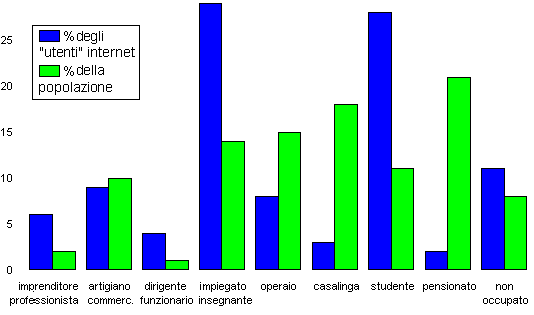 25
20
15
10
5
0
% degli
"utenti" internet
% della
popolazione
imprenditore
professionista
artigiano
commerc.
dirigente
funzionario
impiegato
insegnante
operaio
casalinga
studente
pensionato
non
occupato